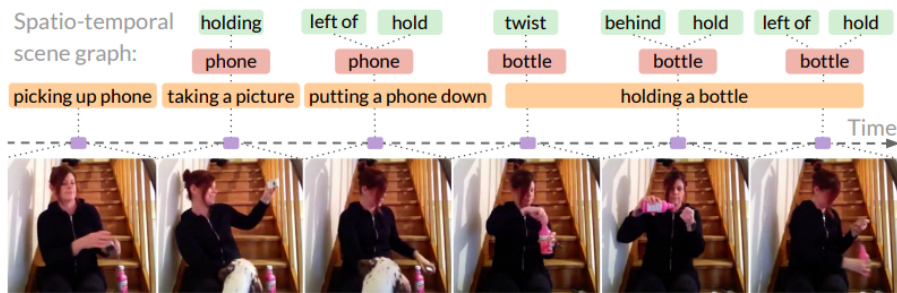 Spatio-temporal
scene graph:
holding
left of hold
twist
behind hold
left of hold
phone
phone
bottle
bottle
bottle
picking up phone
taking a picture
putting a phone down
holding a bottle
Time